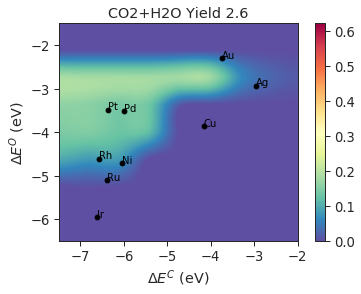 CO2+H2O Yield 2.6
ΔE^O (eV)
−2
−3
−4
−5
−6
Au
Ag
Pt
Pd
Cu
Rh
Ni
Ru
Ir
−7
−6
−5
−4
−3
−2
ΔE^C (eV)
0.6
0.5
0.4
0.3
0.2
0.1
0.0